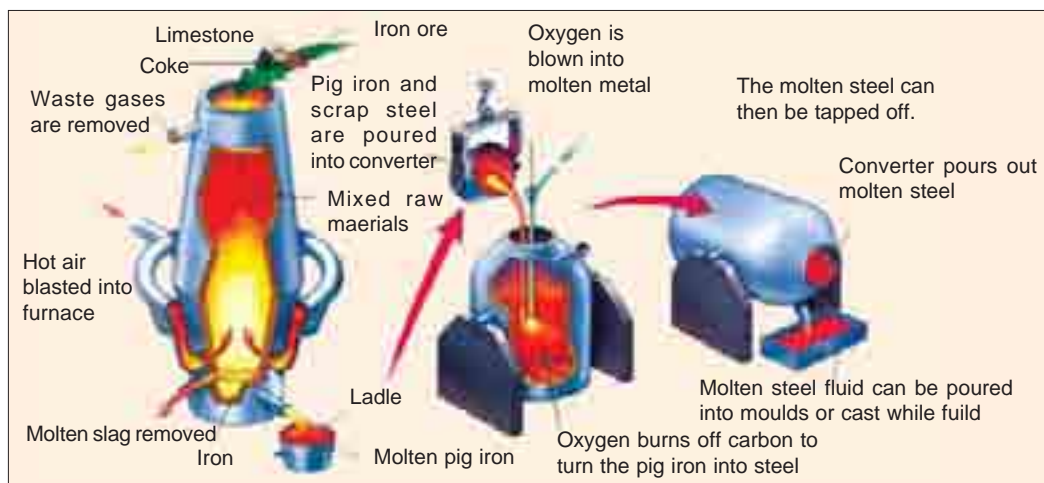 Limestone
Iron ore
Coke
Waste gases
are removed
Pig iron and
scrap steel
are poured
into converter
Mixed raw
maerials
Hot air
blasted into
furnace
Molten slag removed
Iron
Ladle
Molten pig iron
Oxygen is
blown into
molten metal
Oxygen burns off carbon to
turn the pig iron into steel
The molten steel can
then be tapped off.
Converter pours out
molten steel
Molten steel fluid can be poured
into moulds or cast while fuild